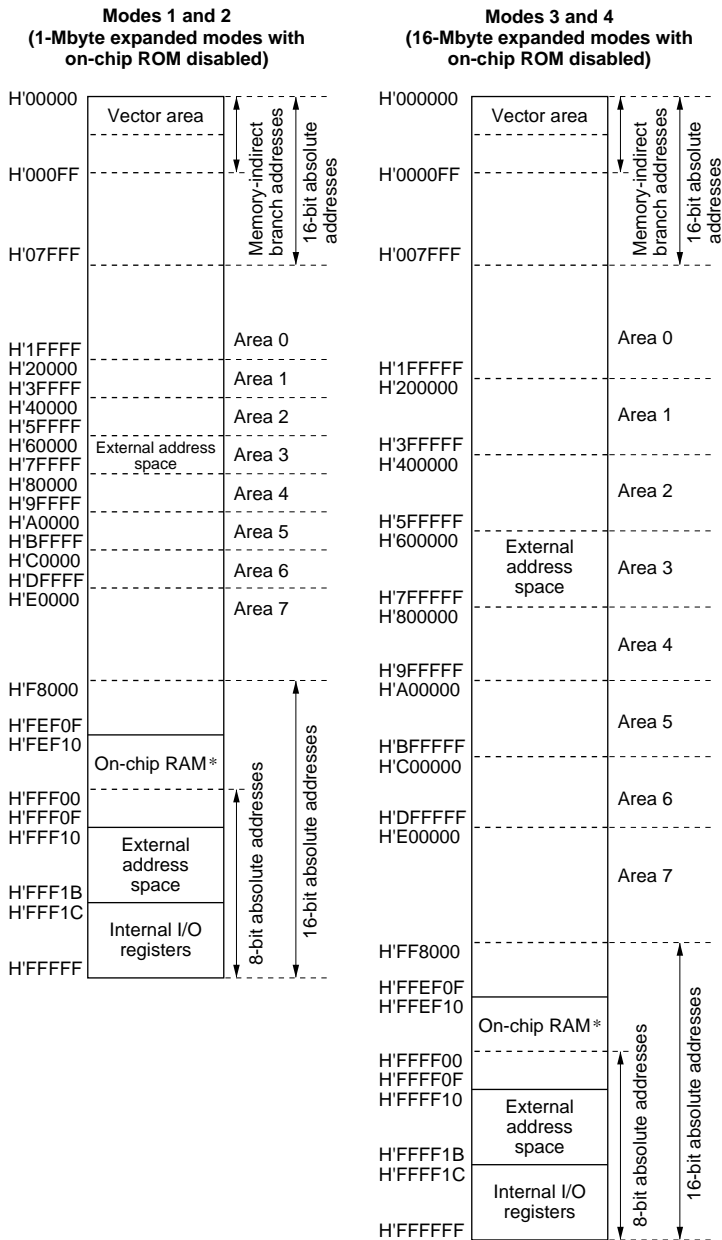 Modes 1 and 2
(1-Mbyte expanded modes with
on-chip ROM disabled)
H'00000
Vector area
H'000FF
H'07FFF
Memory-indirect
branch addresses
16-bit absolute
addresses
H'1FFFF
Area 0
H'20000
H'3FFFF
Area 1
H'40000
H'5FFFF
Area 2
H'60000
H'7FFFF
External address
space
Area 3
H'80000
H'9FFFF
Area 4
H'A0000
H'BFFFF
Area 5
H'C0000
H'DFFFF
Area 6
H'E0000
Area 7
H'F8000
H'FEF0F
H'FEF10
On-chip RAM*
H'FFF00
H'FFF0F
H'FFF10
External
address
space
H'FFF1B
H'FFF1C
Internal I/O
registers
H'FFFFF
8-bit absolute addresses
16-bit absolute addresses
Modes 3 and 4
(16-Mbyte expanded modes with
on-chip ROM disabled)
H'000000
Vector area
H'0000FF
H'007FFF
Memory-indirect
branch addresses
16-bit absolute
addresses
Area 0
H'1FFFFF
H'200000
Area 1
H'3FFFFF
H'400000
Area 2
H'5FFFFF
H'600000
External
address
space
Area 3
H'7FFFFF
H'800000
Area 4
H'9FFFFF
H'A00000
Area 5
H'BFFFFF
H'C00000
Area 6
H'DFFFFF
H'E00000
Area 7
H'FF8000
H'FFEF0F
H'FFEF10
On-chip RAM*
H'FFFF00
H'FFFF0F
H'FFFF10
External
address
space
H'FFFF1B
H'FFFF1C
Internal I/O
registers
H'FFFFFF
8-bit absolute addresses
16-bit absolute addresses